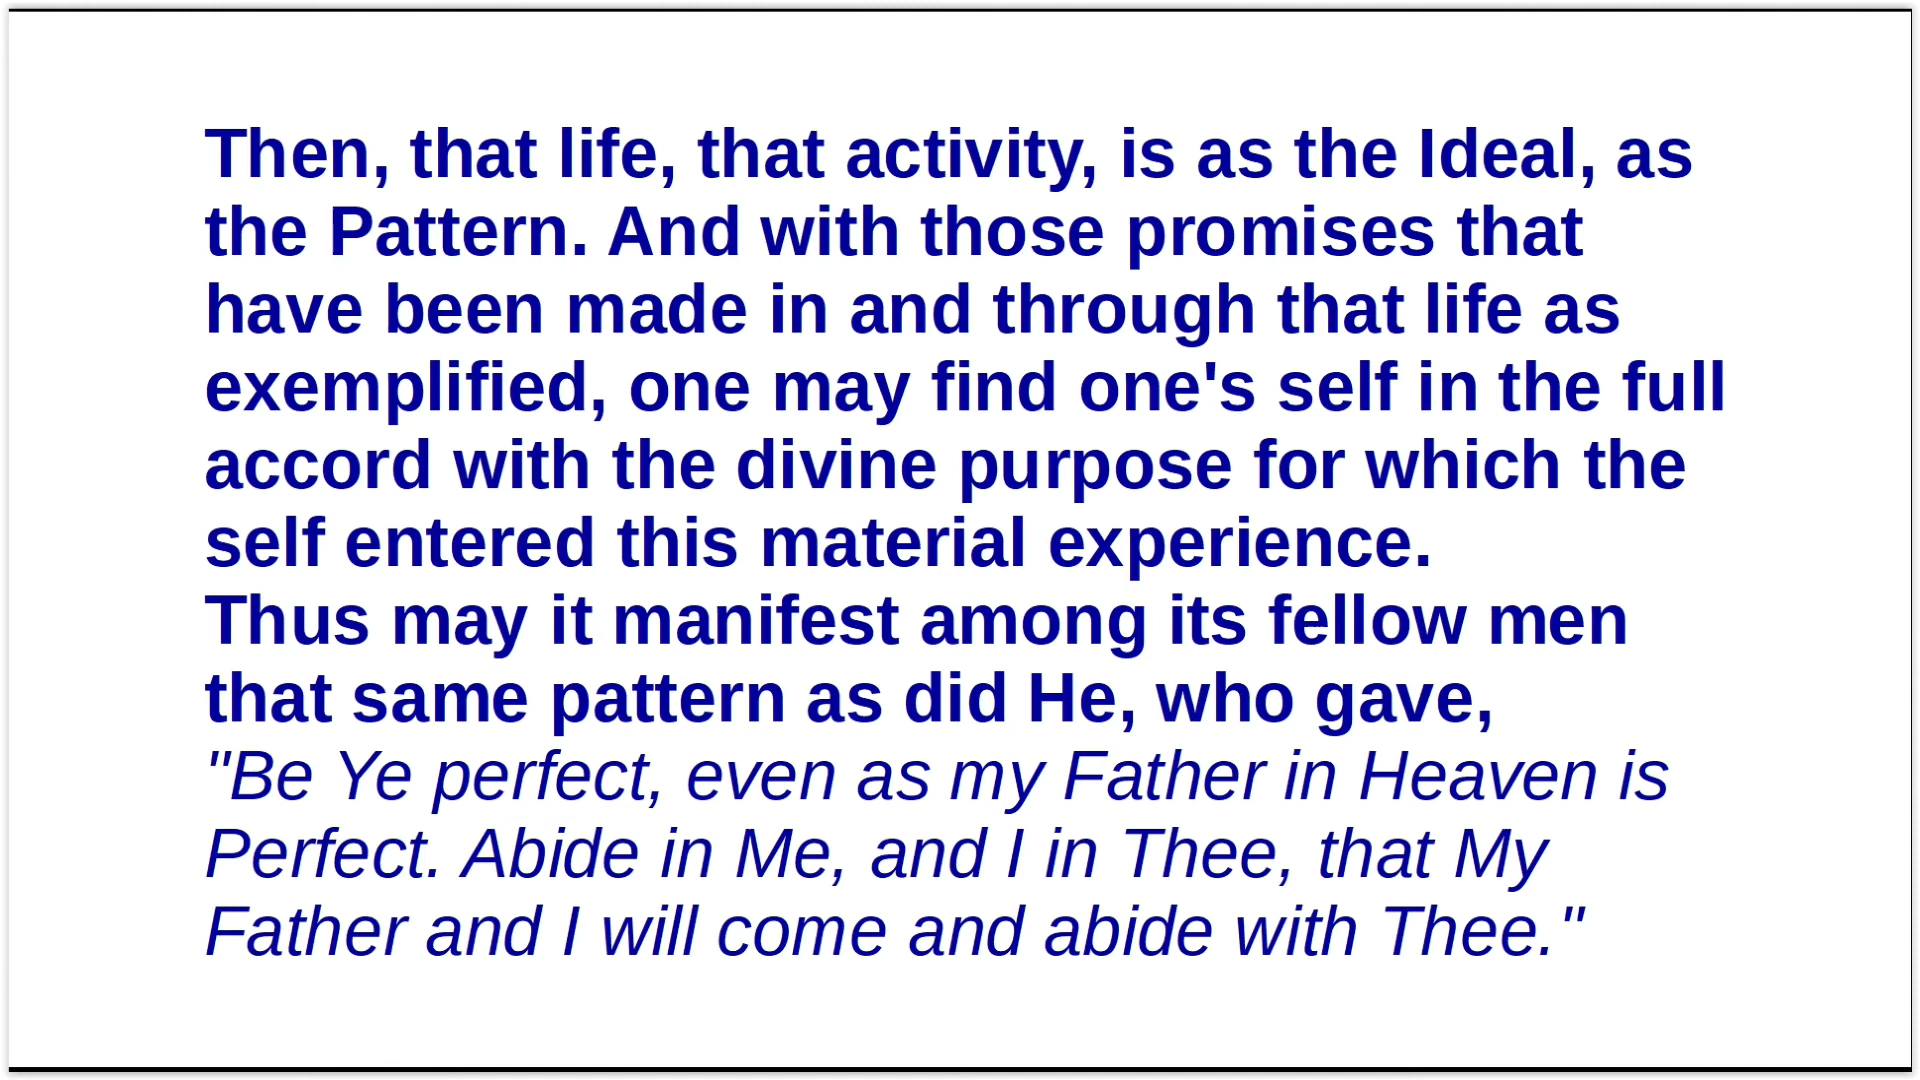 Then, that life, that activity, is as the Ideal, as
the Pattern. And with those promises that
have been made in and through that life as
exemplified, one may find one's self in the full
accord with the divine purpose for which the
self entered this material experience.
Thus may it manifest among its fellow men
that same pattern as did He, who gave,
"Be Ye perfect, even as my Father in Heaven is
Perfect. Abide in Me, and I in Thee, that My
Father and I will come and abide with Thee."